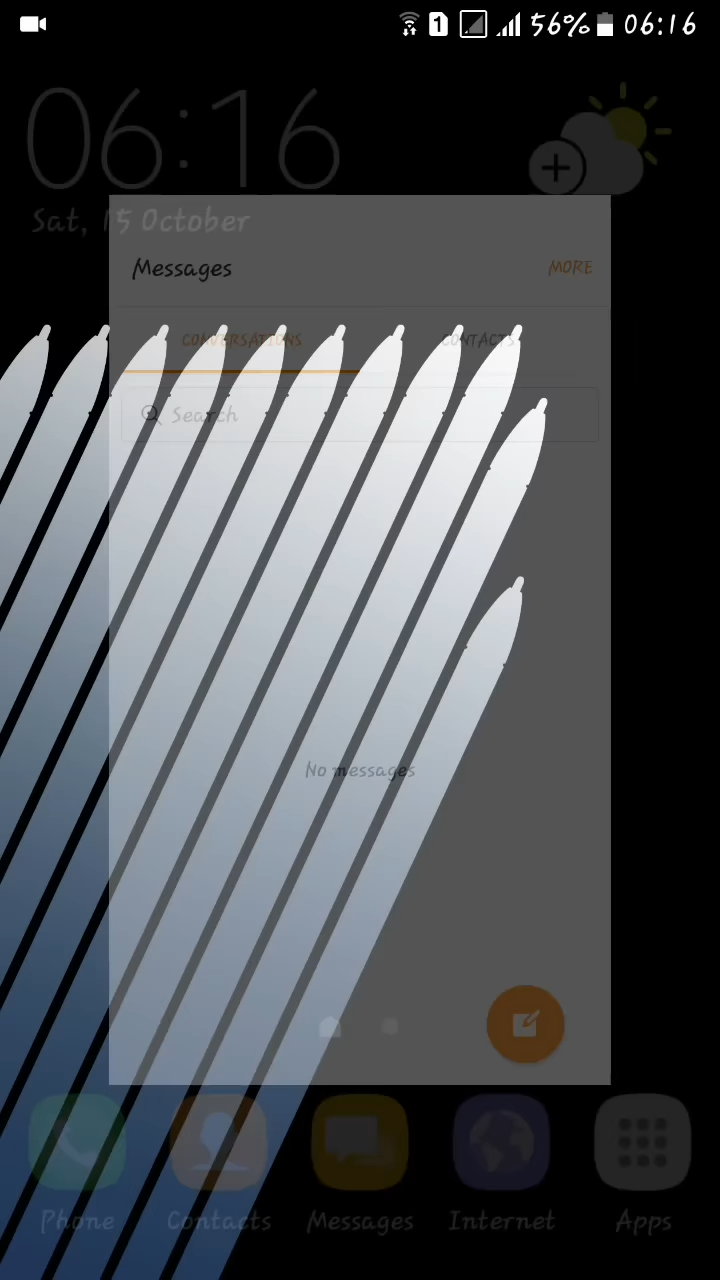 1 56% 06:16
06:16
Sat, 15 October
Messages MORE
CONVERSATIONS CONTACTS
Search
No messages
Phone Contacts Messages Internet Apps